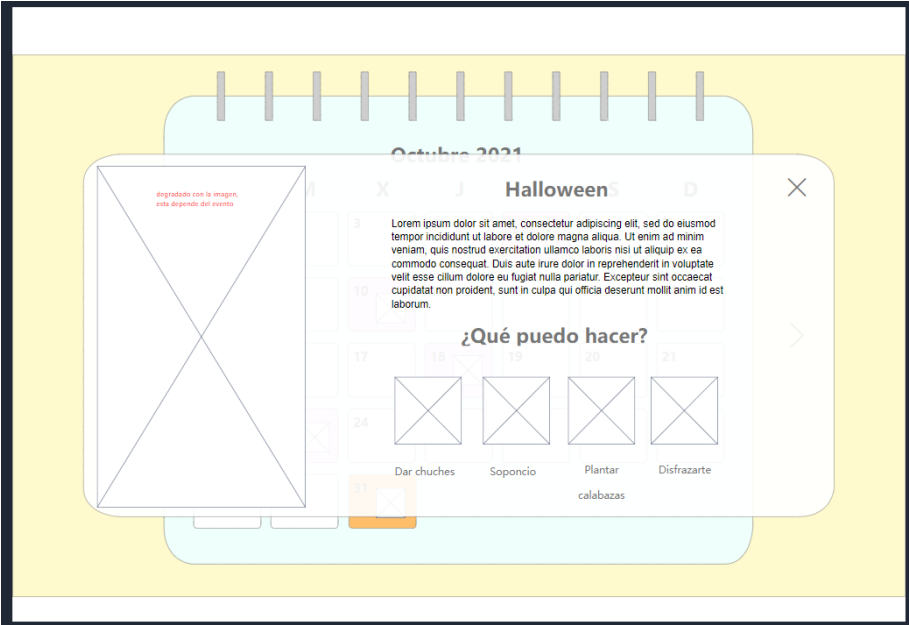 Octubre 2021
M X J S D
Halloween
degradado con la imagen,
esta depende del evento
Lorem ipsum dolor sit amet, consectetur adipiscing elit, sed do eiusmod
tempor incididunt ut labore et dolore magna aliqua. Ut enim ad minim
veniam, quis nostrud exercitation ullamco laboris nisi ut aliquip ex ea
commodo consequat. Duis aute irure dolor in reprehenderit in voluptate
velit esse cillum dolore eu fugiat nulla pariatur. Excepteur sint occaecat
cupidatat non proident, sunt in culpa qui officia deserunt mollit anim id est
laborum.
3
10
¿Qué puedo hacer?
17 18 19 20 21
24
Dar chuches
Soponcio
Plantar
calabazas
Disfrazarte
31